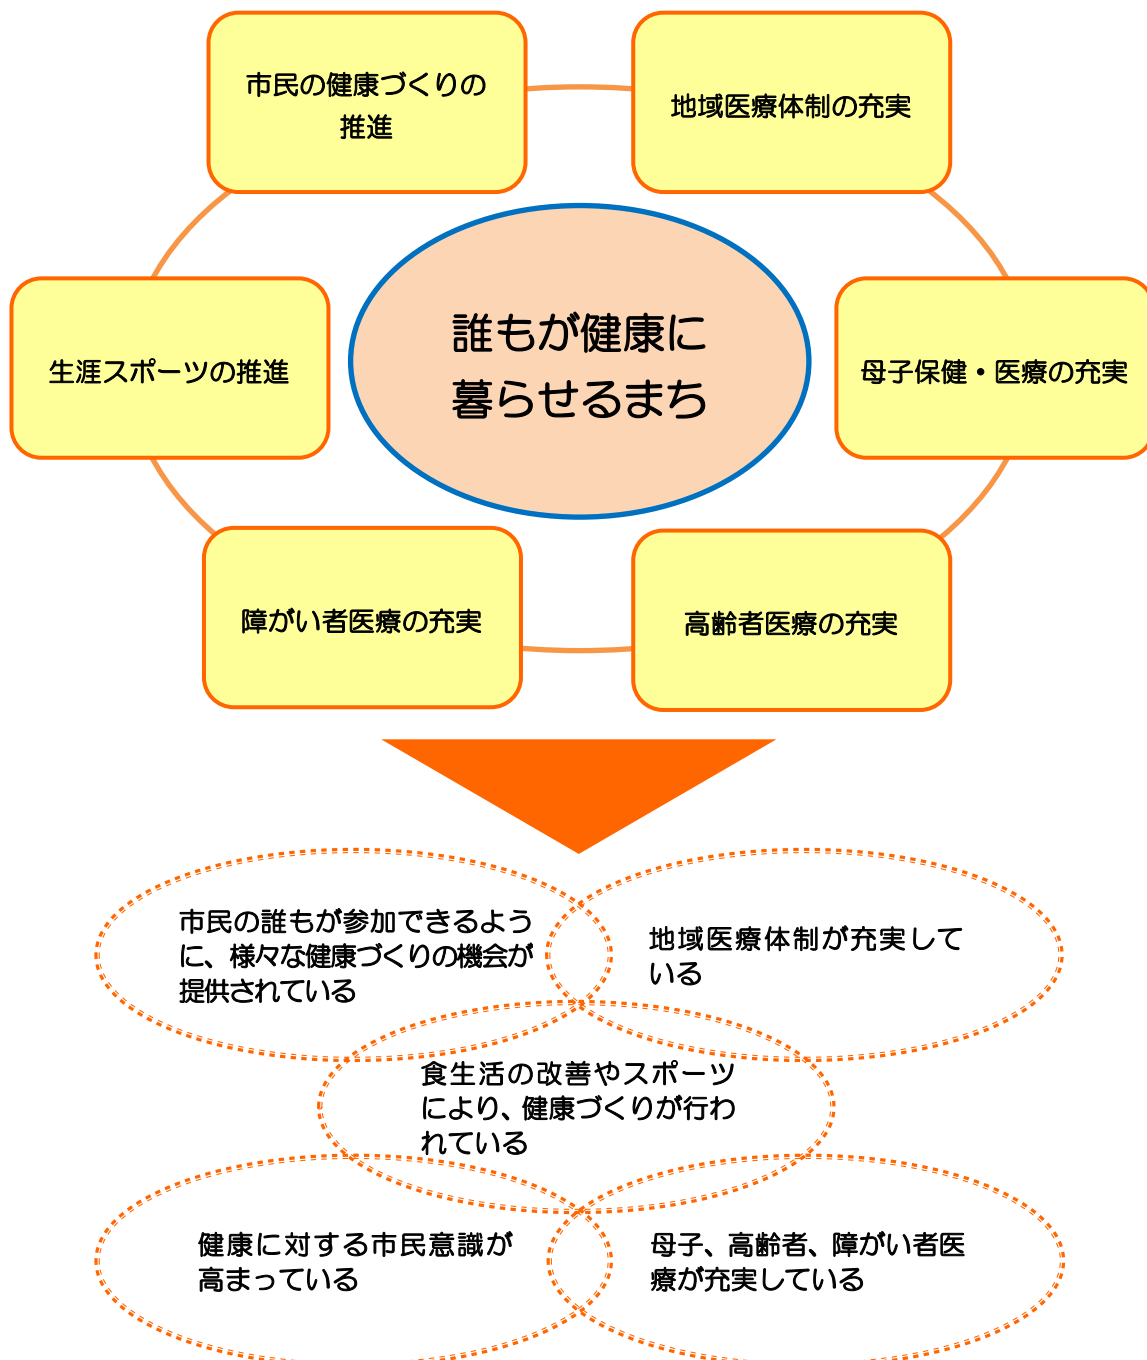 市民の健康づくりの
推進
地域医療体制の充実
誰もが健康に
暮らせるまち
生涯スポーツの推進
母子保健・医療の充実
障がい者医療の充実
高齢者医療の充実
市民の誰もが参加できるよう
に、様々な健康づくりの機会が
提供されている
地域医療体制が充実して
いる
食生活の改善やスポーツ
により、健康づくりが行わ
れている
健康に対する市民意識が
高まっている
母子、高齢者、障がい者医
療が充実している